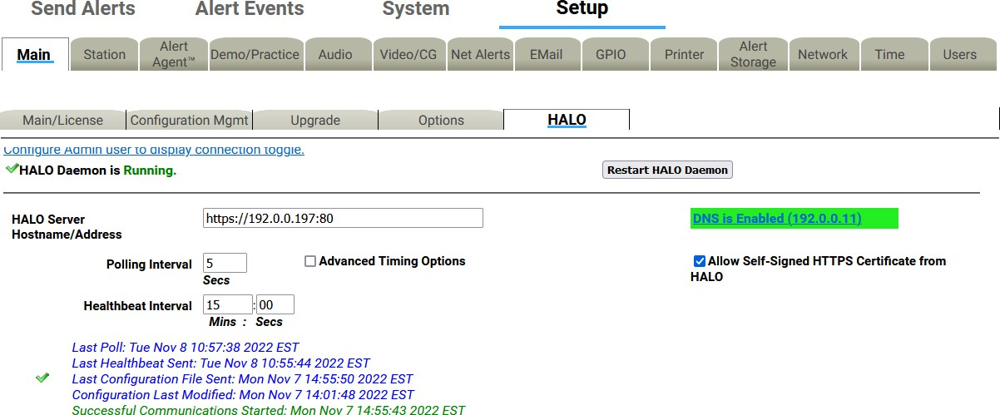 Send Alerts Alert Events System Setup
Main Station Alert Agent™ Demo/Practice Audio Video/CG Net Alerts EMail GPIO Printer Alert Storage Network Time Users
Main/License Configuration Mgmt Upgrade Options HALO
Configure Admin user to display connection toggle.
HALO Daemon is Running. Restart HALO Daemon
HALO Server Hostname/Address https://192.0.0.197:80 DNS is Enabled (192.0.0.11)
Polling Interval 5 Secs Advanced Timing Options Allow Self-Signed HTTPS Certificate from HALO
Healthbeat Interval 15 : 00
Mins : Secs
Last Poll: Tue Nov 8 10:57:38 2022 EST
Last Healthbeat Sent: Tue Nov 8 10:55:44 2022 EST
Last Configuration File Sent: Mon Nov 7 14:55:50 2022 EST
Configuration Last Modified: Mon Nov 7 14:01:48 2022 EST
Successful Communications Started: Mon Nov 7 14:55:43 2022 EST